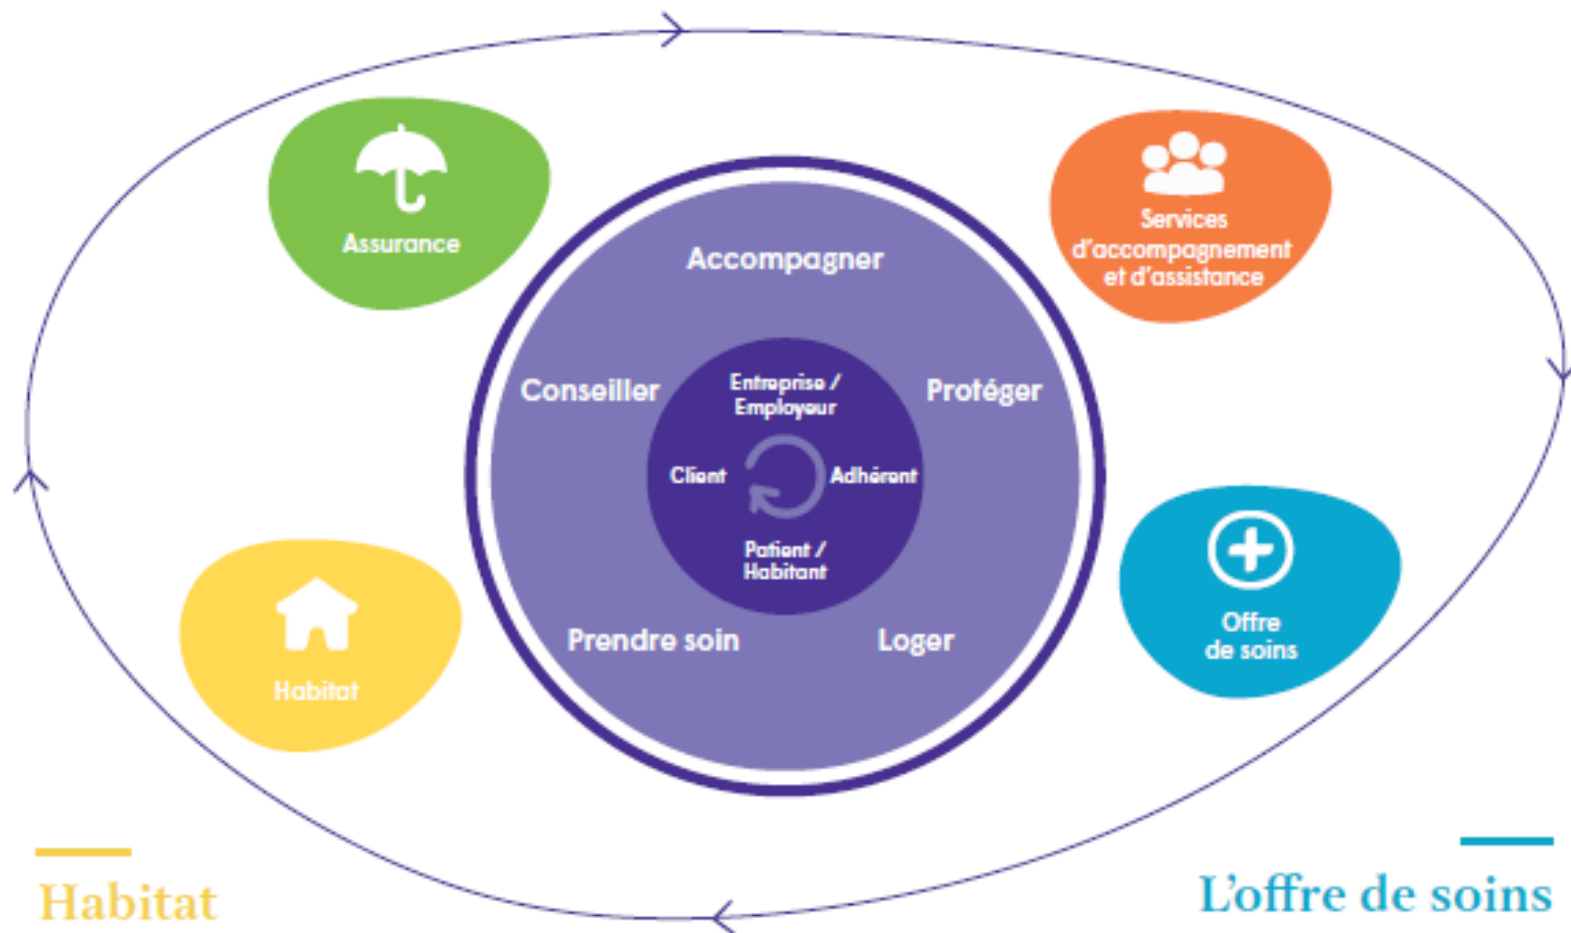 Assurance
Services
d'accompagnement
et d'assistance
Accompagner
Conseiller
Protéger
Entreprise /
Employeur
Client
Adhérent
Patient /
Habitant
Prendre soin
Loger
Offre
de soins
Habitat
Habitat
L'offre de soins